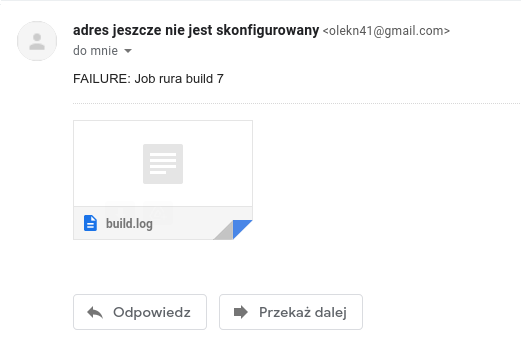 adres jeszcze nie jest skonfigurowany <olekn41@gmail.com>
do mnie
FAILURE: Job rura build 7
build.log
Odpowiedz
Przekaż dalej